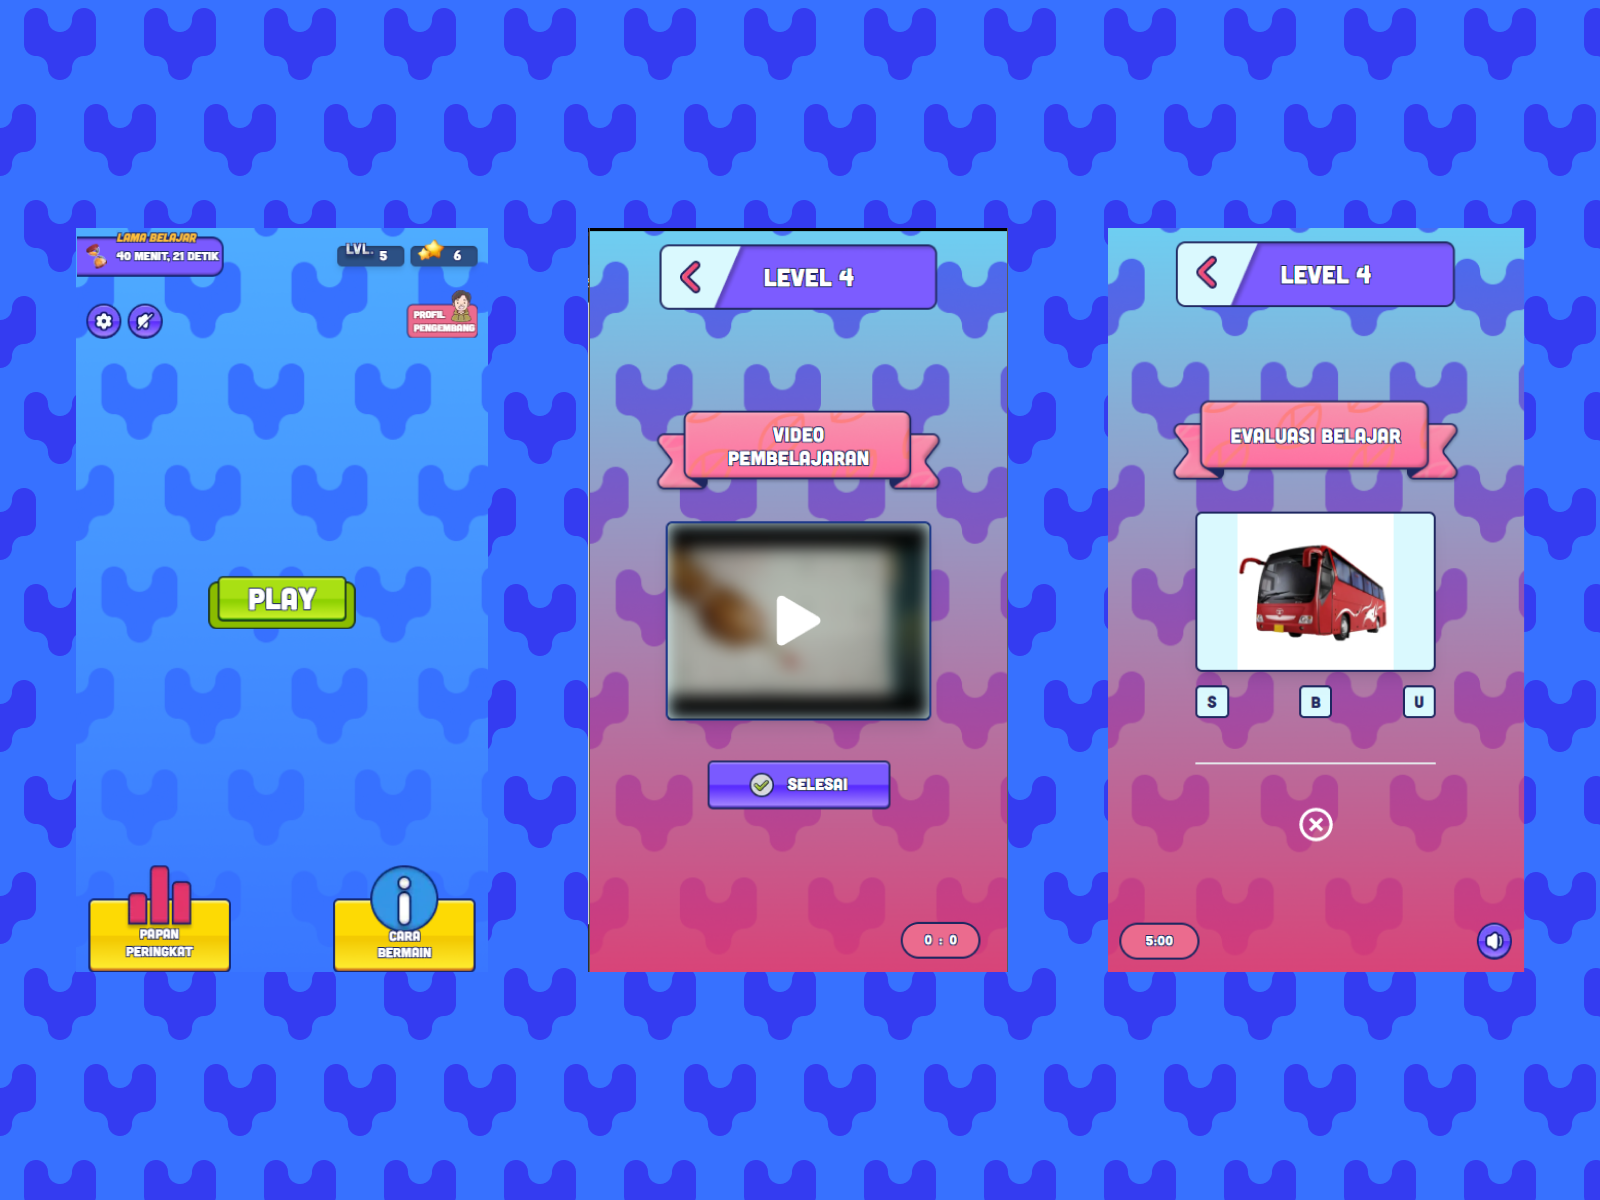 LAMA BELAJAR
40 MENIT, 21 DETIK
LVL. 5
6
PROFIL
PENGEMBANG
PLAY
PAPAN
PERINGKAT
CARA
BERMAIN
LEVEL 4
VIDEO
PEMBELAJARAN
SELESAI
0 : 0
LEVEL 4
EVALUASI BELAJAR
S B U
5:00